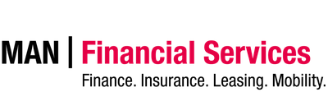 MAN | Financial Services
Finance. Insurance. Leasing. Mobility.